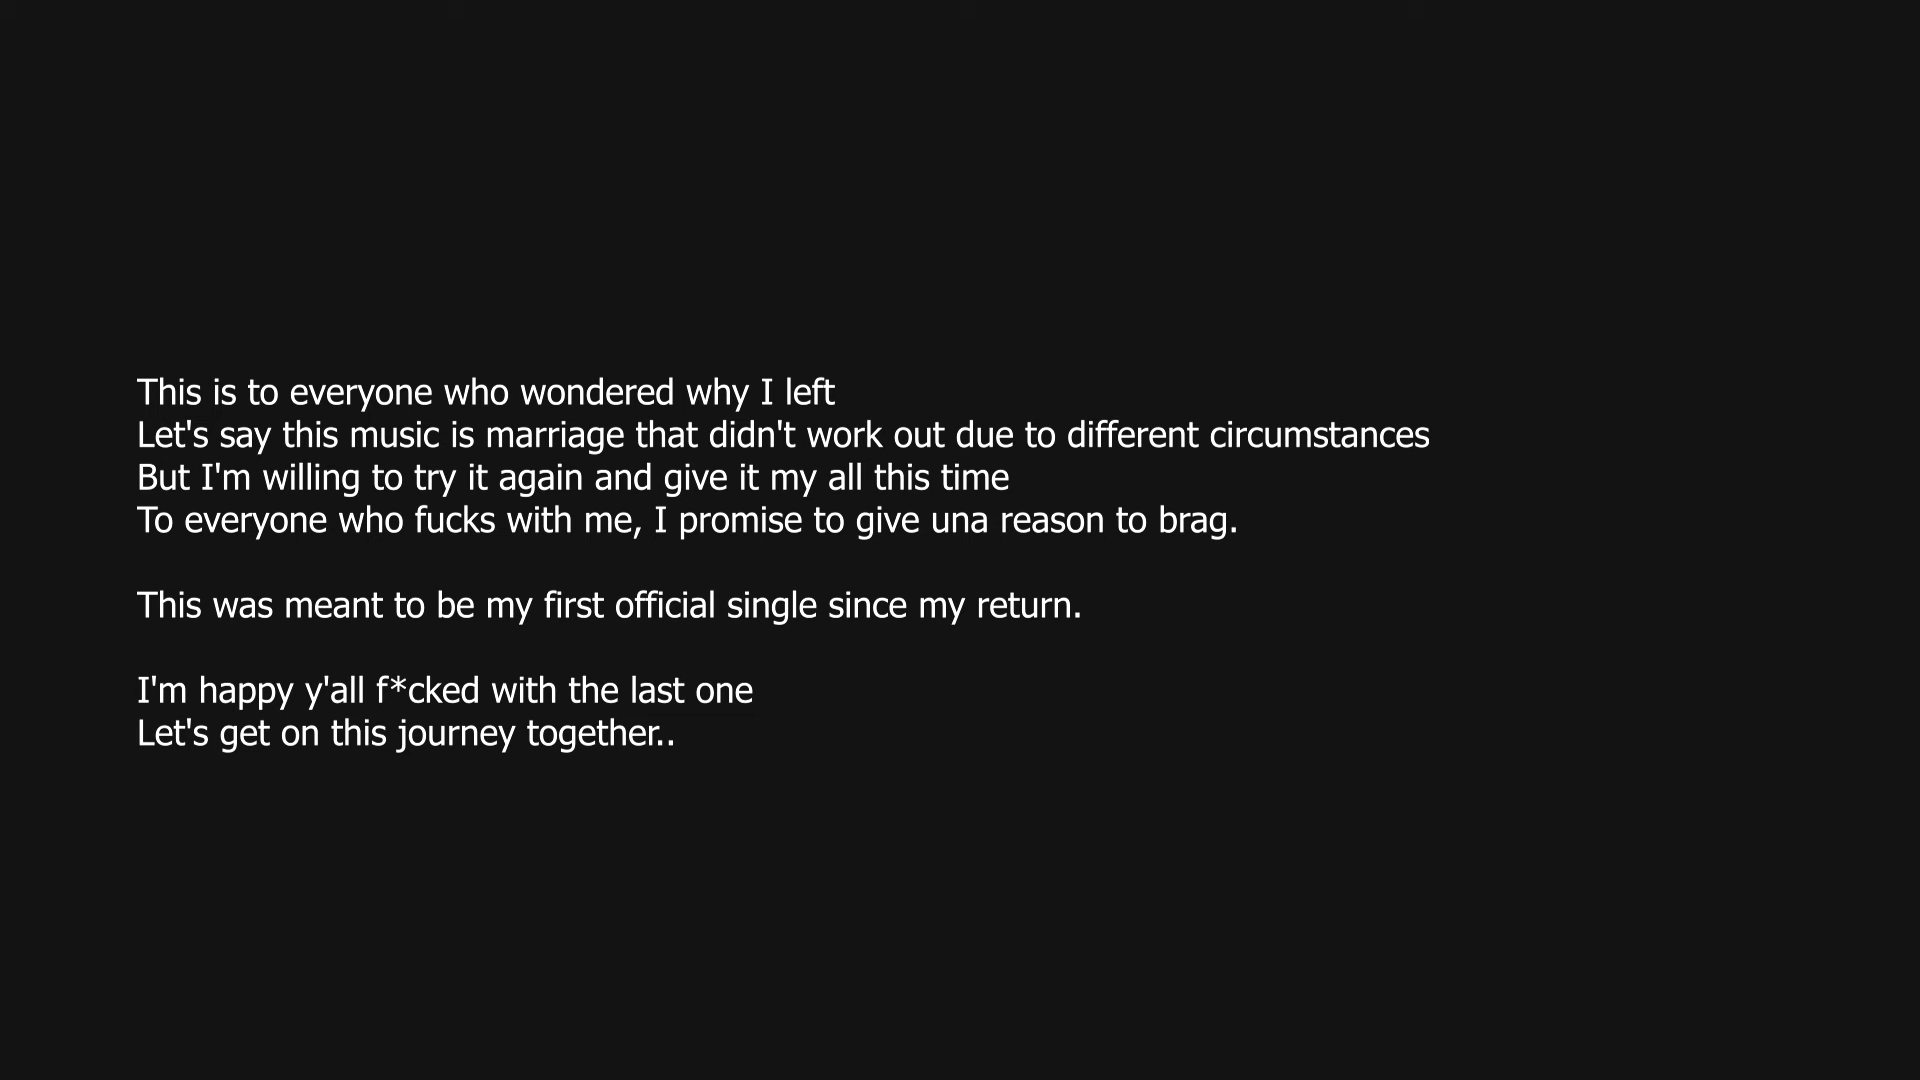 This is to everyone who wondered why I left
Let's say this music is marriage that didn't work out due to different circumstances
But I'm willing to try it again and give it my all this time
To everyone who fucks with me, I promise to give una reason to brag.
This was meant to be my first official single since my return.
I'm happy y'all f*cked with the last one
Let's get on this journey together..